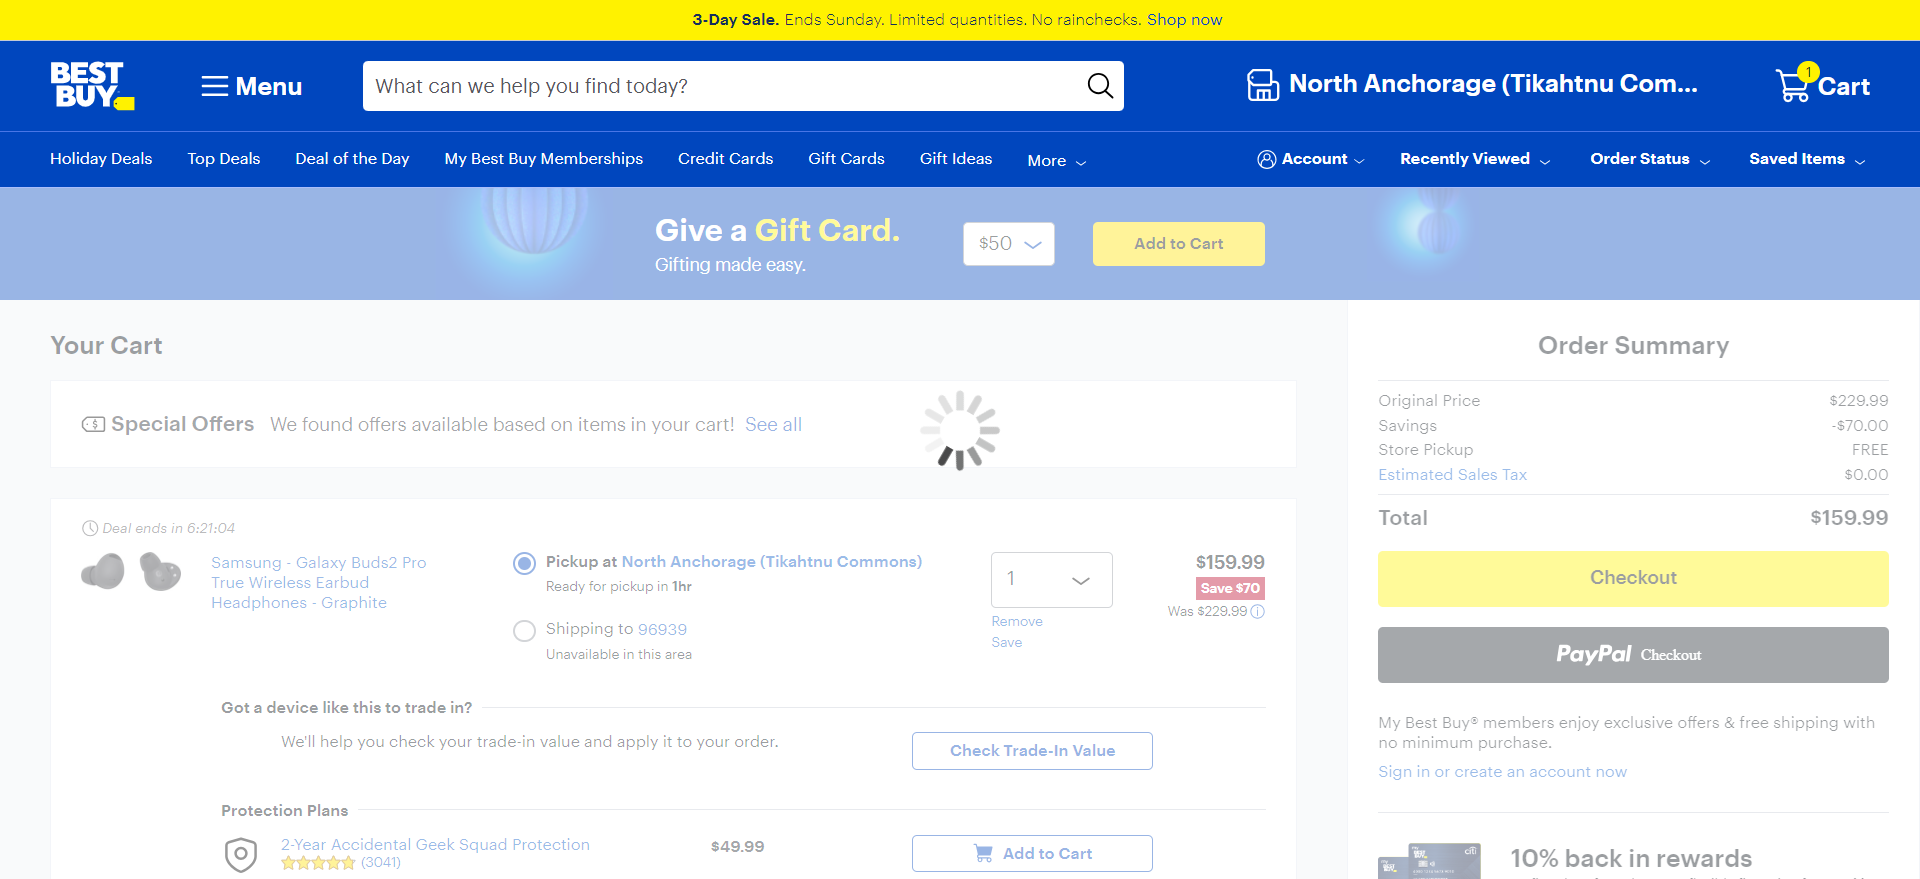 3-Day Sale. Ends Sunday. Limited quantities. No rainchecks. Shop now
BEST BUY
Menu
What can we help you find today?
North Anchorage (Tikahtnu Com...
1
Cart
Holiday Deals
Top Deals
Deal of the Day
My Best Buy Memberships
Credit Cards
Gift Cards
Gift Ideas
More
Account
Recently Viewed
Order Status
Saved Items
Give a Gift Card.
Gifting made easy.
$50
Add to Cart
Your Cart
Special Offers We found offers available based on items in your cart! See all
Deal ends in 6:21:04
Samsung - Galaxy Buds2 Pro
True Wireless Earbud
Headphones - Graphite
Pickup at North Anchorage (Tikahtnu Commons)
Ready for pickup in 1hr
Shipping to 96939
Unavailable in this area
1
Remove
Save
$159.99
Save $70
Was $229.99
Got a device like this to trade in?
We'll help you check your trade-in value and apply it to your order.
Check Trade-In Value
Protection Plans
2-Year Accidental Geek Squad Protection
(3041)
$49.99
Add to Cart
Order Summary
Original Price $229.99
Savings -$70.00
Store Pickup FREE
Estimated Sales Tax $0.00
Total $159.99
Checkout
PayPal Checkout
My Best Buy® members enjoy exclusive offers & free shipping with
no minimum purchase.
Sign in or create an account now
citi
10% back in rewards